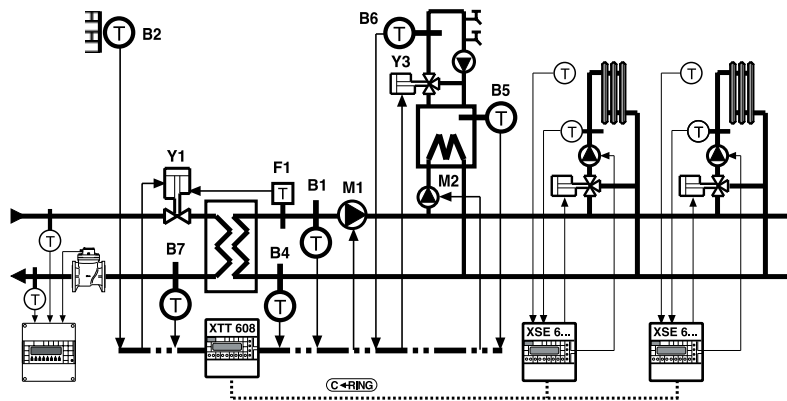 B2
T
B6
T
Y3
B5
T
T
T
T
T
Y1
F1
T
B1
T
M1
M2
B7
T
B4
T
T
T
XTT 608
XSE 6...
XSE 6...
C◄RING